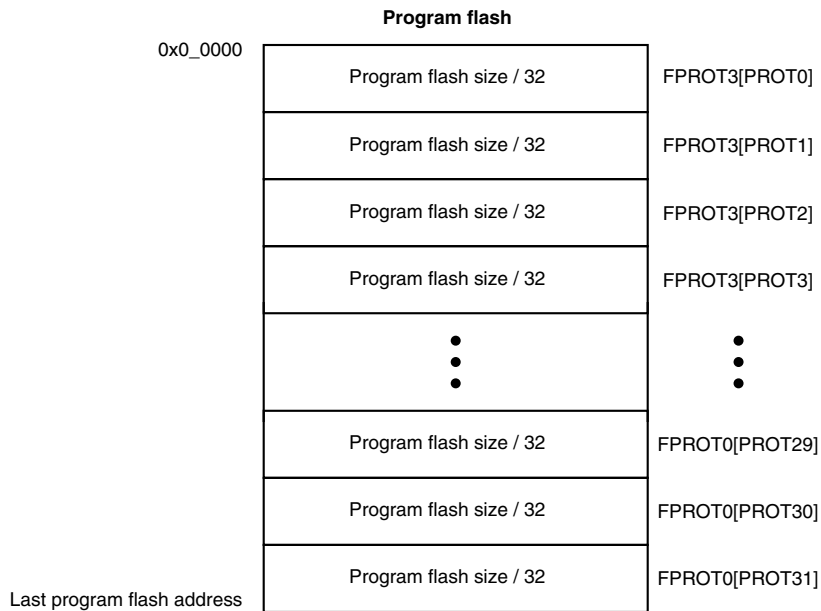 Program flash
0x0_0000
Program flash size / 32 FPROT3[PROT0]
Program flash size / 32 FPROT3[PROT1]
Program flash size / 32 FPROT3[PROT2]
Program flash size / 32 FPROT3[PROT3]
Program flash size / 32 FPROT0[PROT29]
Program flash size / 32 FPROT0[PROT30]
Program flash size / 32 FPROT0[PROT31]
Last program flash address